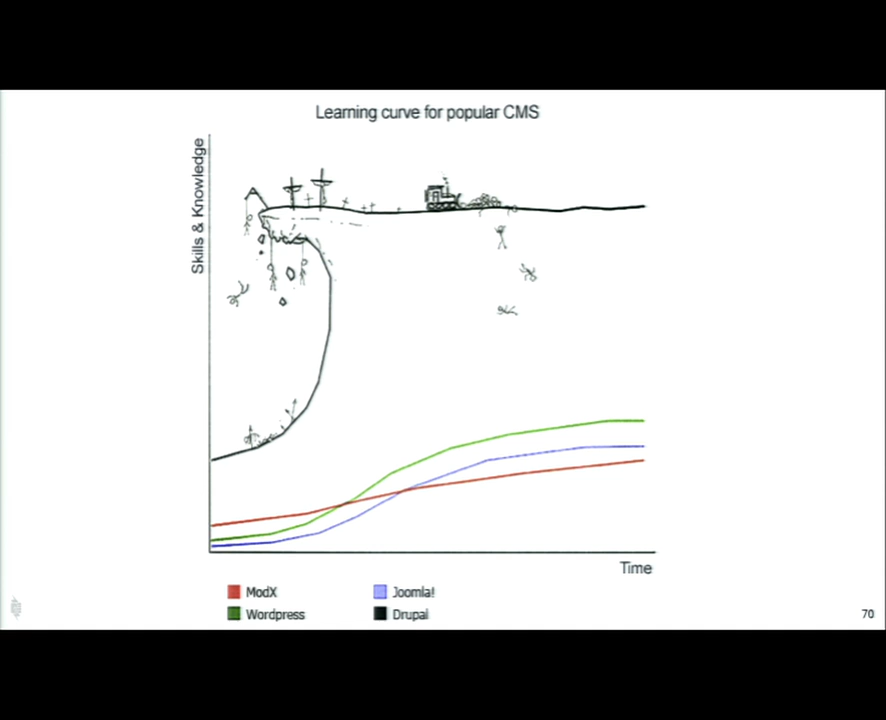 Learning curve for popular CMS
Skills & Knowledge
Time
ModX
Joomla!
Wordpress
Drupal
70